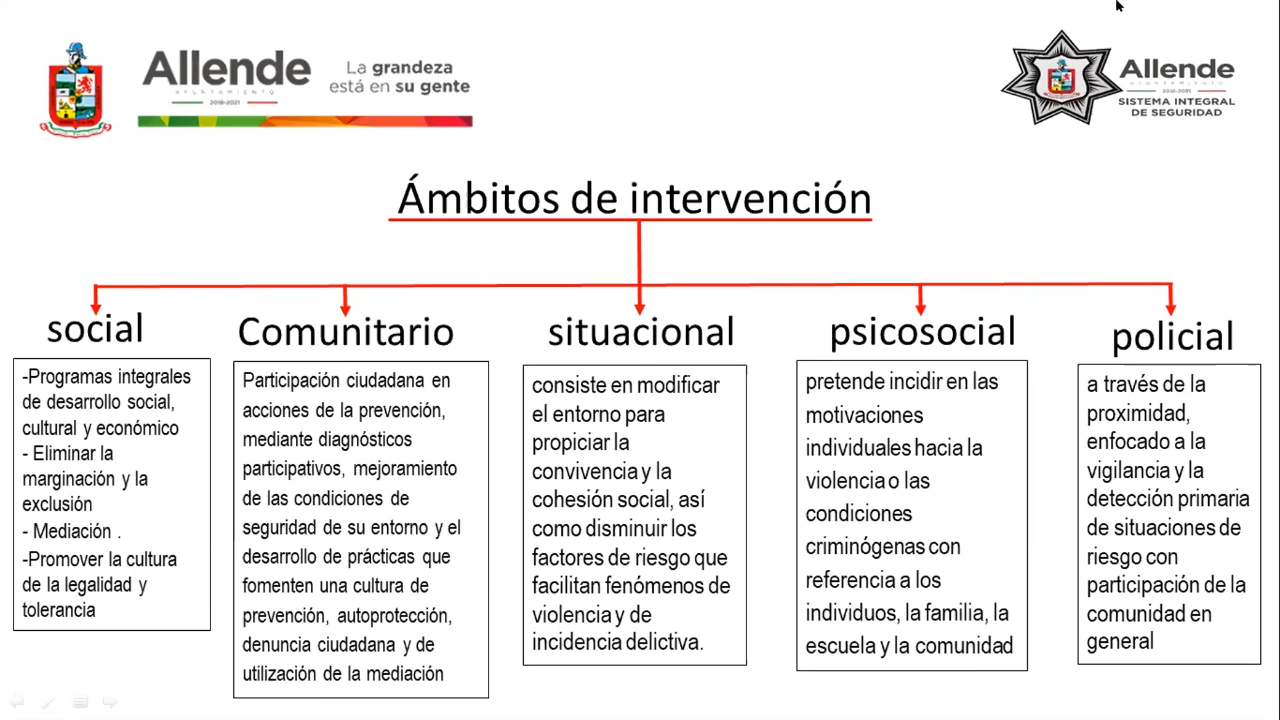 Allende
AYUNTAMIENTO
2018-2021
La grandeza
está en su gente
Allende
AYUNTAMIENTO
2018-2021
SISTEMA INTEGRAL
DE SEGURIDAD
Ámbitos de intervención
social
-Programas integrales
de desarrollo social,
cultural y económico
- Eliminar la
marginación y la
exclusión
- Mediación .
-Promover la cultura
de la legalidad y
tolerancia
Comunitario
Participación ciudadana en
acciones de la prevención,
mediante diagnósticos
participativos, mejoramiento
de las condiciones de
seguridad de su entorno y el
desarrollo de prácticas que
fomenten una cultura de
prevención, autoprotección,
denuncia ciudadana y de
utilización de la mediación
situacional
consiste en modificar
el entorno para
propiciar la
convivencia y la
cohesión social, así
como disminuir los
factores de riesgo que
facilitan fenómenos de
violencia y de
incidencia delictiva.
psicosocial
pretende incidir en las
motivaciones
individuales hacia la
violencia o las
condiciones
criminógenas con
referencia a los
individuos, la familia, la
escuela y la comunidad
policial
a través de la
proximidad,
enfocado a la
vigilancia y la
detección primaria
de situaciones de
riesgo con
participación de la
comunidad en
general